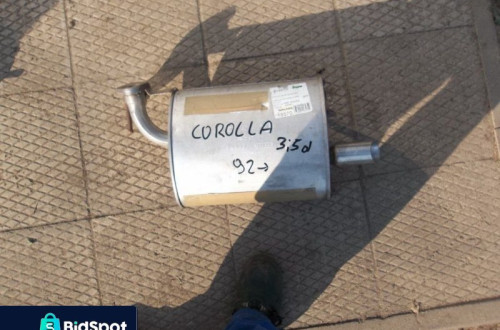 COROLLA
3,5d
92→
BidSpot